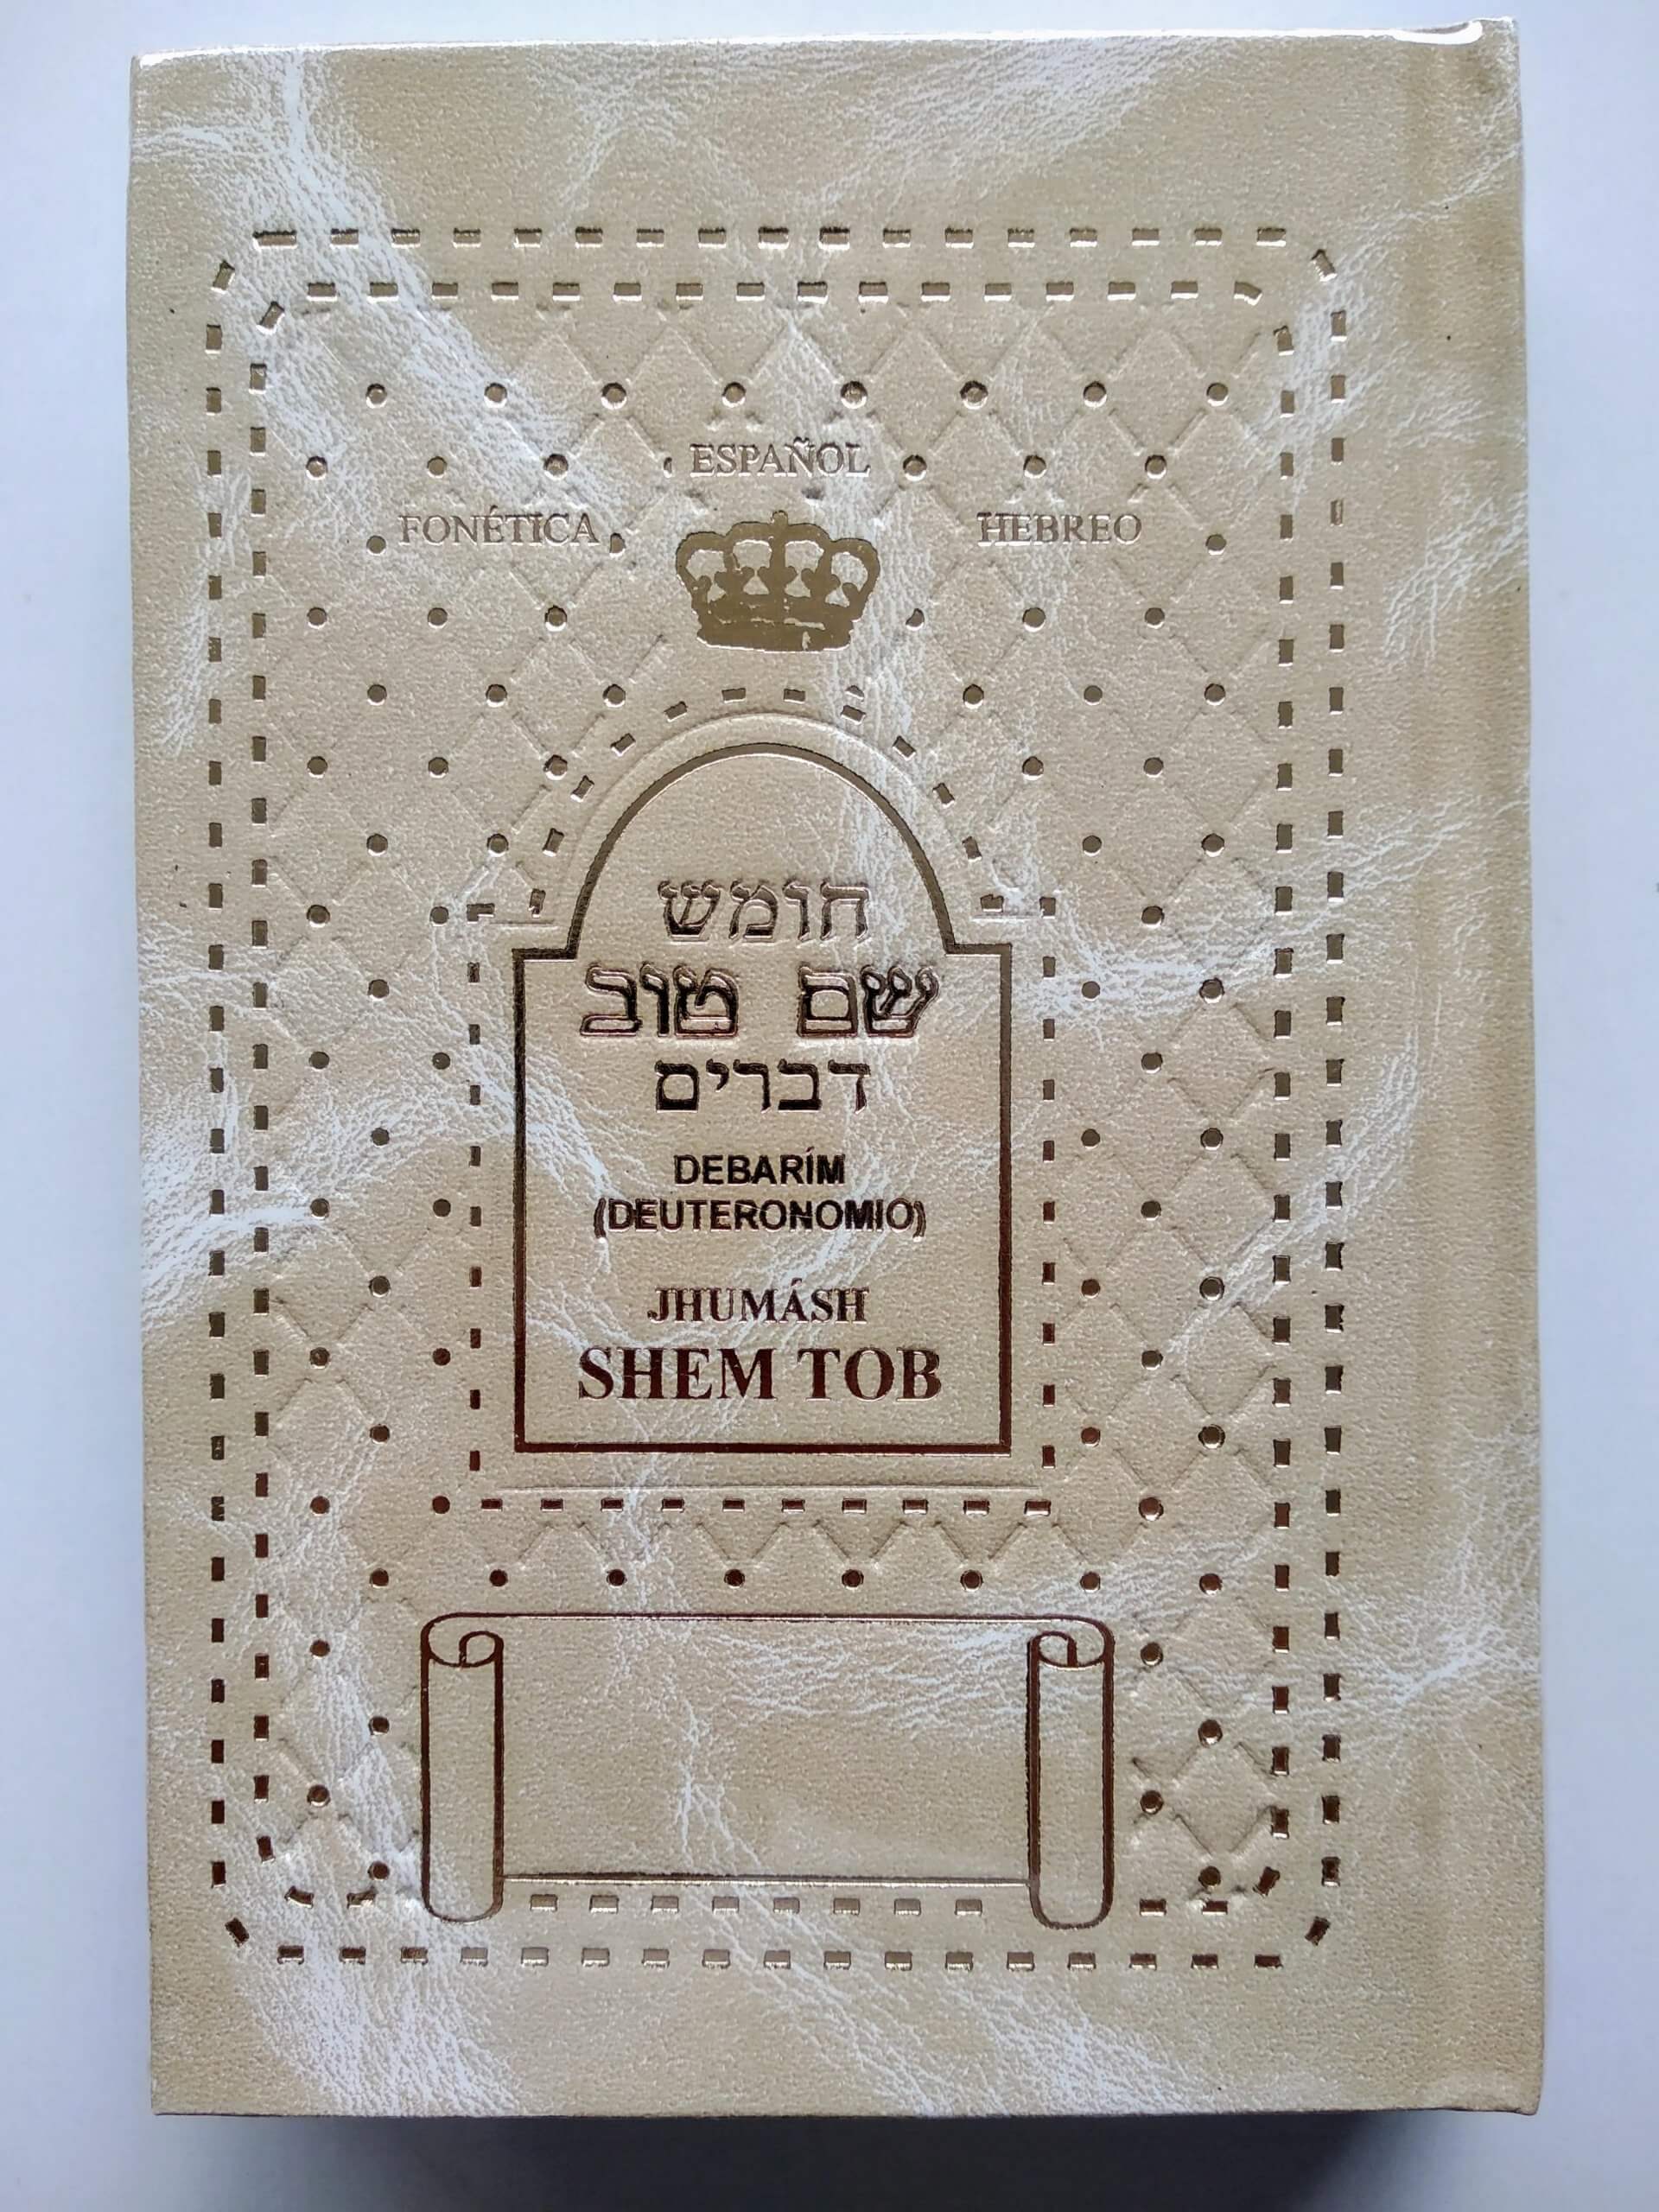 ESPAÑOL
FONÉTICA
HEBREO
חומש
שם טוב
דברים
DEBARÍM
(DEUTERONOMIO)
JHUMÁSH
SHEM TOB